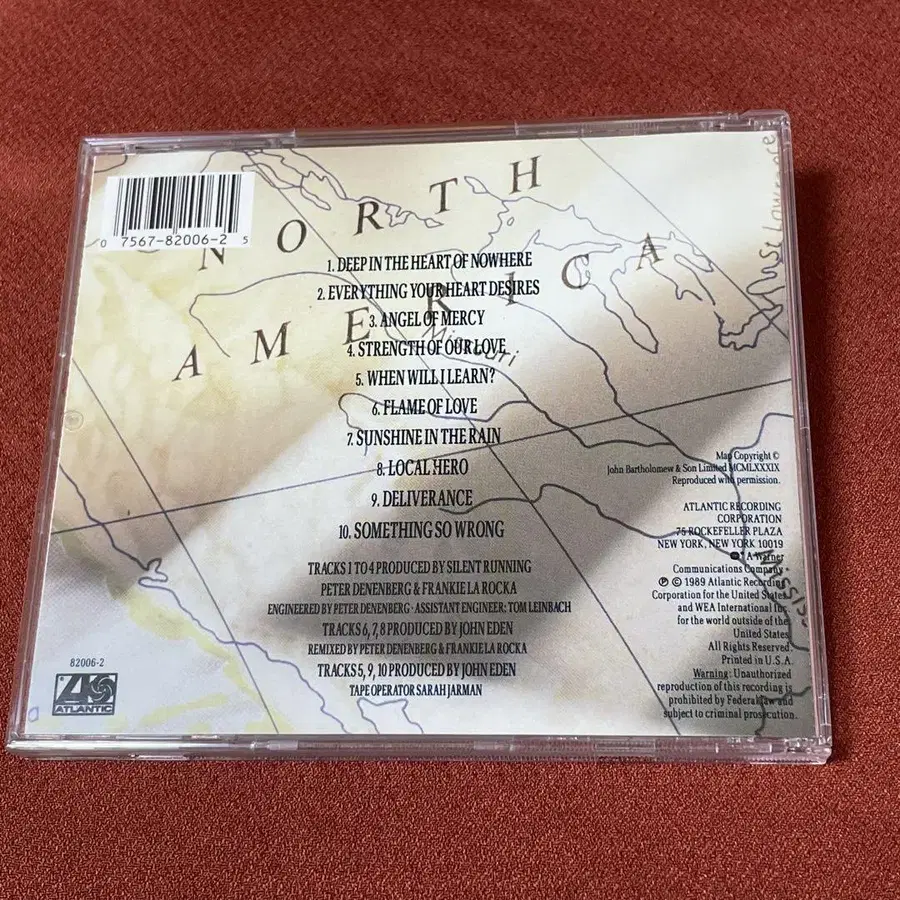 0 7567-82006-2 5
NORTH
AMERICA
St Lawrence
Missouri
1. DEEP IN THE HEART OF NOWHERE
2. EVERYTHING YOUR HEART DESIRES
3. ANGEL OF MERCY
4. STRENGTH OF OUR LOVE
5. WHEN WILL I LEARN?
6. FLAME OF LOVE
7. SUNSHINE IN THE RAIN
8. LOCAL HERO
9. DELIVERANCE
10. SOMETHING SO WRONG
TRACKS 1 TO 4 PRODUCED BY SILENT RUNNING
PETER DENENBERG & FRANKIE LA ROCKA
ENGINEERED BY PETER DENENBERG · ASSISTANT ENGINEER: TOM LEINBACH
TRACKS 6, 7, 8 PRODUCED BY JOHN EDEN
REMIXED BY PETER DENENBERG & FRANKIE LA ROCKA
TRACKS 5, 9, 10 PRODUCED BY JOHN EDEN
TAPE OPERATOR SARAH JARMAN
Map Copyright ©
John Bartholomew & Son Limited MCMLXXXIX
Reproduced with permission.
ATLANTIC RECORDING
CORPORATION
75 ROCKEFELLER PLAZA
NEW YORK, NEW YORK 10019
A Warner
Communications Company
℗ © 1989 Atlantic Recording
Corporation for the United States
and WEA International Inc.
for the world outside of the
United States.
All Rights Reserved.
Printed in U.S.A.
Warning: Unauthorized
reproduction of this recording is
prohibited by Federal law and
subject to criminal prosecution.
82006-2
ATLANTIC